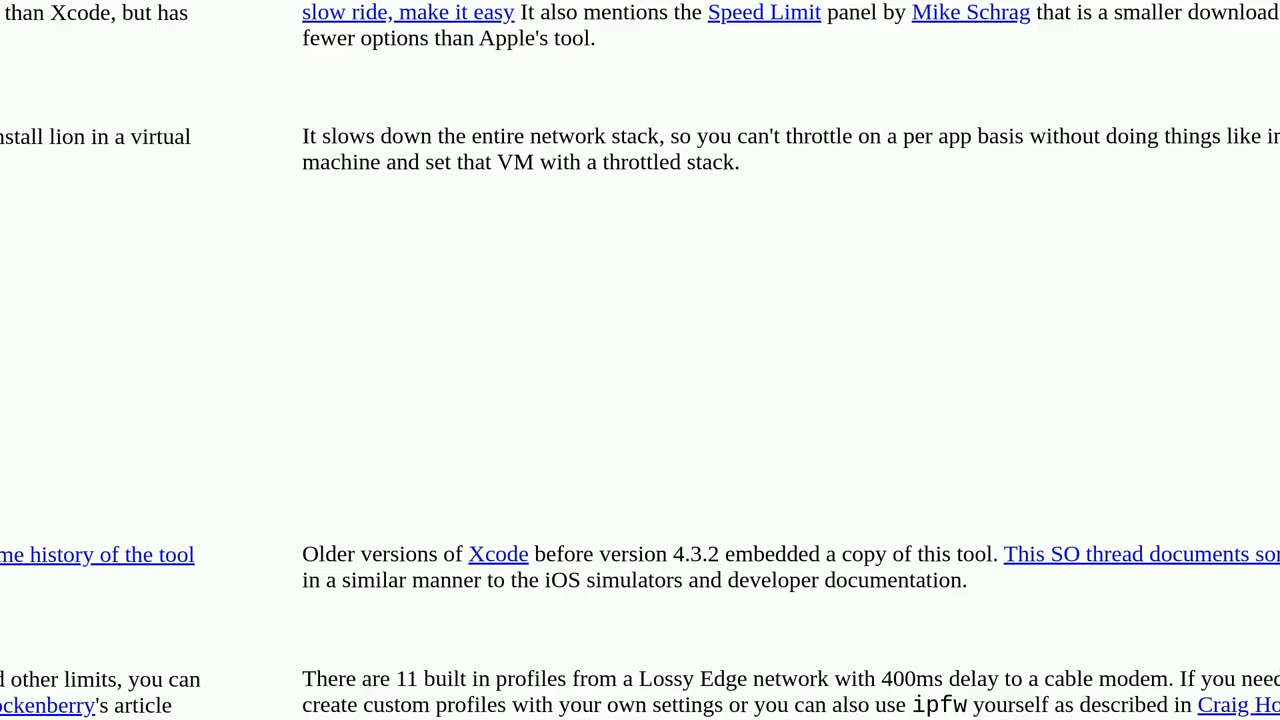 than Xcode, but has
nstall lion in a virtual
me history of the tool
d other limits, you can
ockenberry's article
slow ride, make it easy It also mentions the Speed Limit panel by Mike Schrag that is a smaller download
fewer options than Apple's tool.
It slows down the entire network stack, so you can't throttle on a per app basis without doing things like i
machine and set that VM with a throttled stack.
Older versions of Xcode before version 4.3.2 embedded a copy of this tool. This SO thread documents so
in a similar manner to the iOS simulators and developer documentation.
There are 11 built in profiles from a Lossy Edge network with 400ms delay to a cable modem. If you need
create custom profiles with your own settings or you can also use ipfw yourself as described in Craig Ho